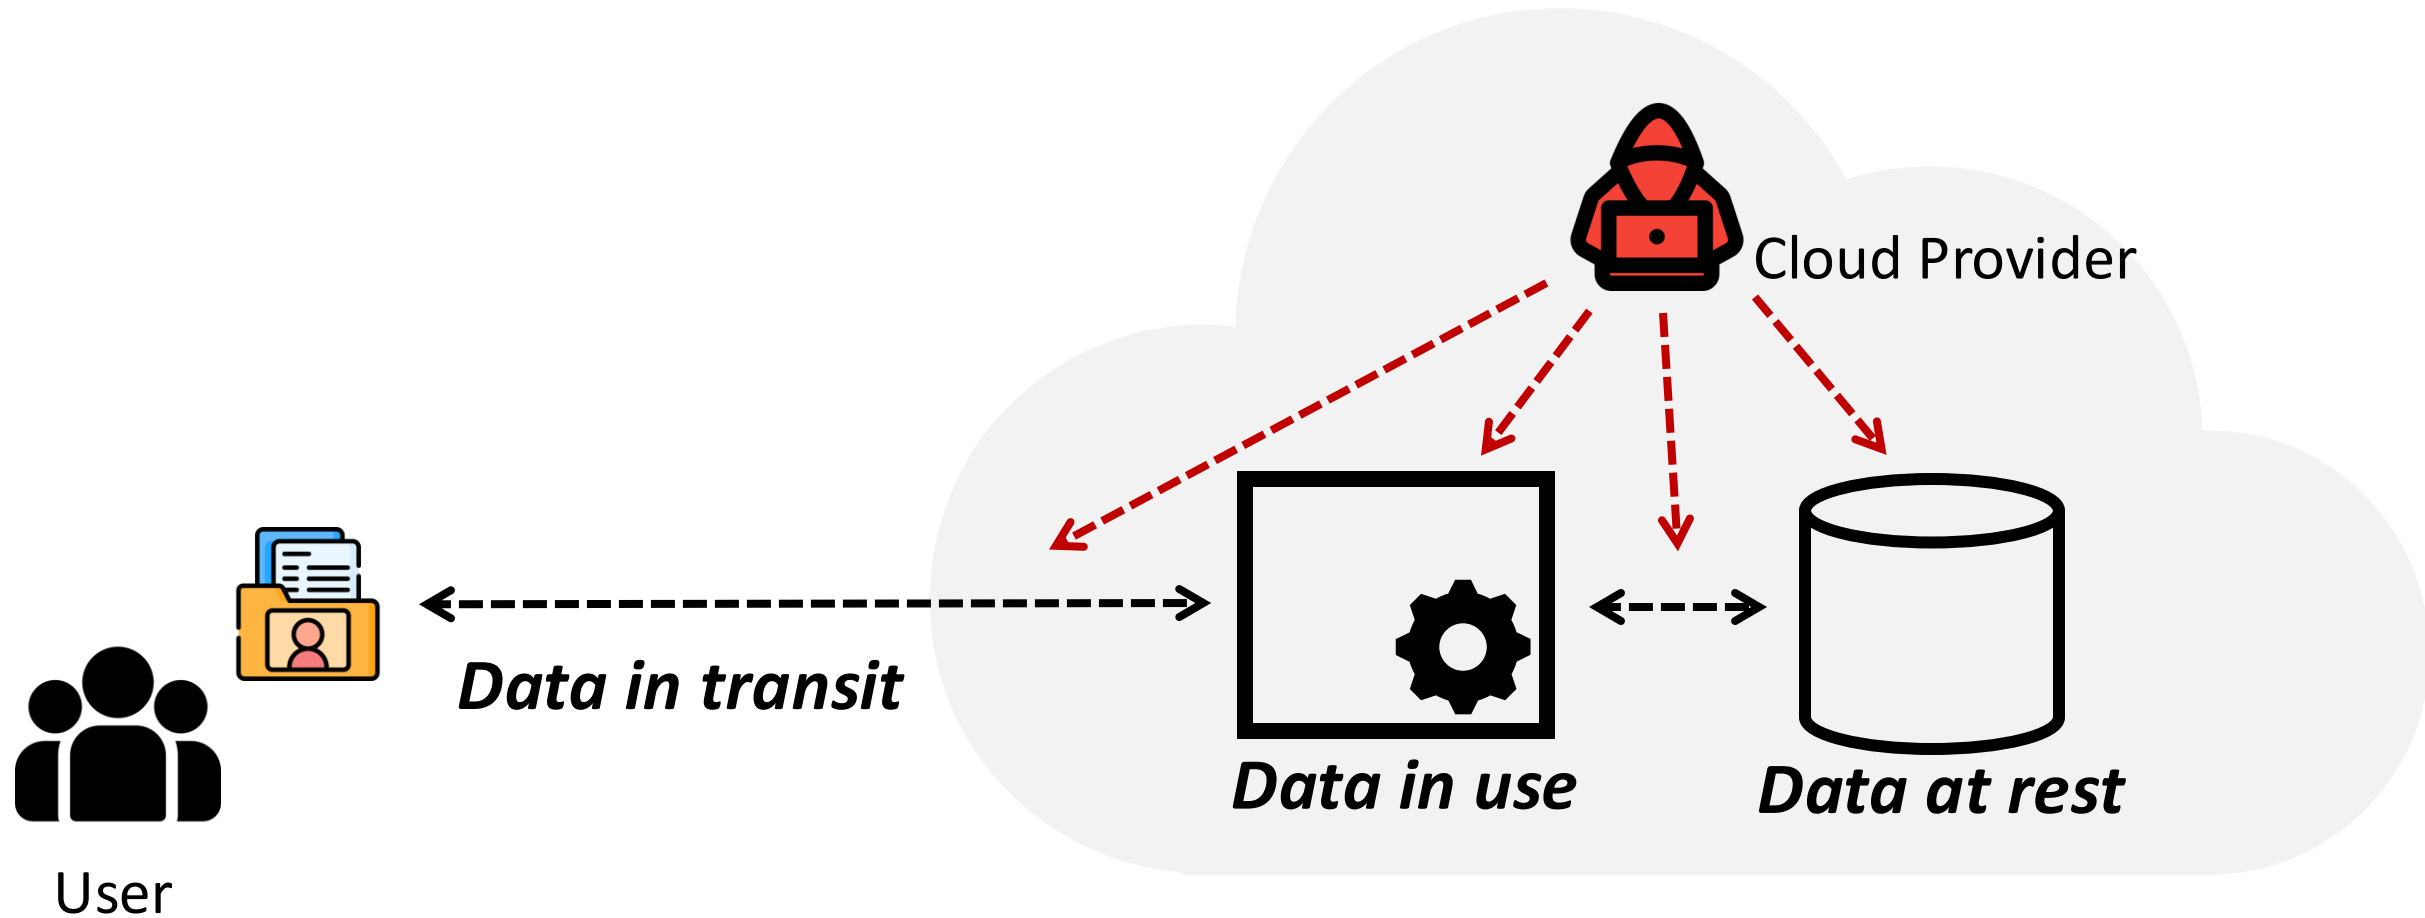 Cloud Provider
Data in transit
Data in use
Data at rest
User